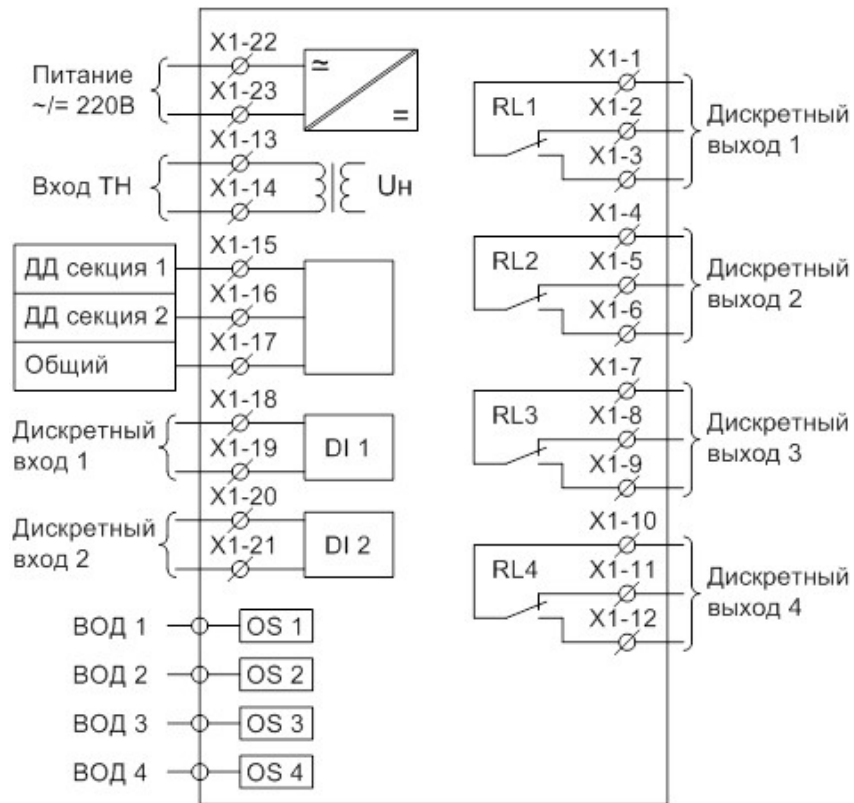 X1-22
Питание
~/= 220В
X1-23
≃
=
X1-13
Вход ТН
X1-14
Uн
X1-15
ДД секция 1
X1-16
ДД секция 2
X1-17
Общий
X1-18
Дискретный
вход 1
X1-19
DI 1
X1-20
Дискретный
вход 2
X1-21
DI 2
ВОД 1
OS 1
ВОД 2
OS 2
ВОД 3
OS 3
ВОД 4
OS 4
X1-1
RL1
X1-2
X1-3
Дискретный
выход 1
X1-4
RL2
X1-5
X1-6
Дискретный
выход 2
X1-7
RL3
X1-8
X1-9
Дискретный
выход 3
X1-10
RL4
X1-11
X1-12
Дискретный
выход 4